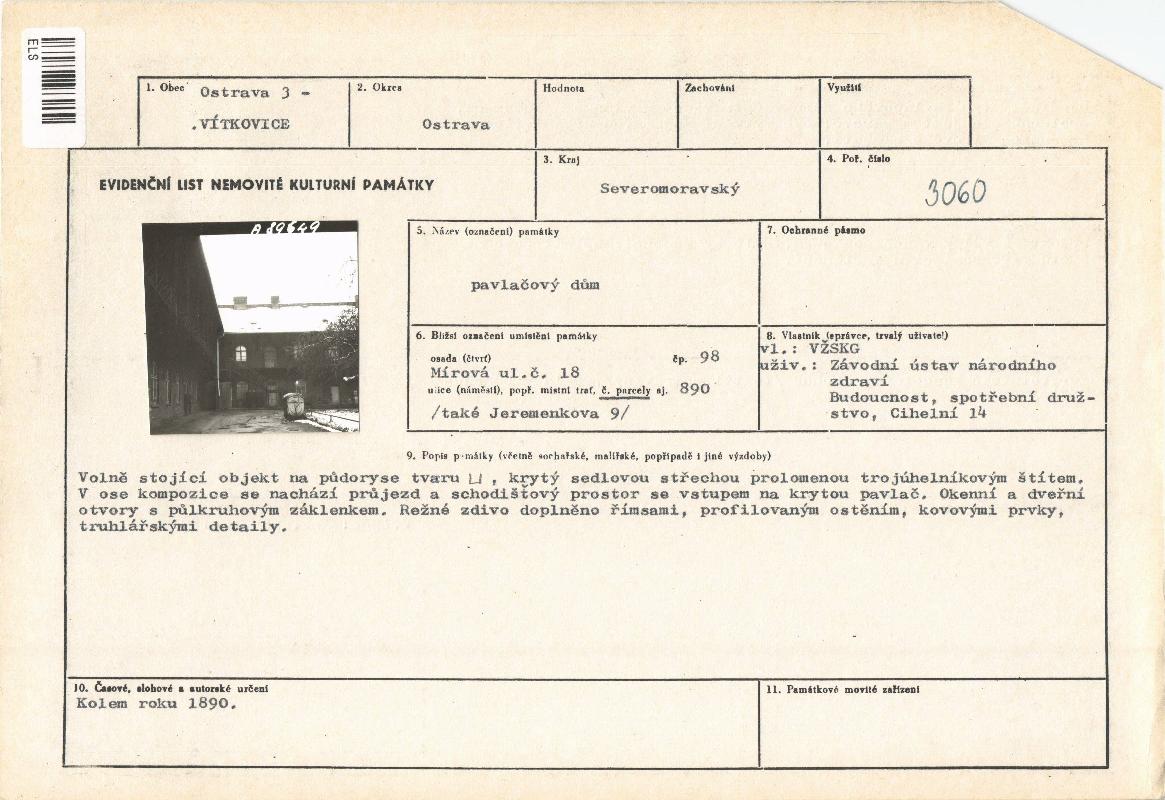 ELS
1. Obec Ostrava 3 -
.VÍTKOVICE
2. Okres
Ostrava
Hodnota
Zachování
Využití
EVIDENČNÍ LIST NEMOVITÉ KULTURNÍ PAMÁTKY
3. Kraj
Severomoravský
4. Poř. číslo
3060
A 89649
5. Název (označení) památky
pavlačový dům
7. Ochranné pásmo
6. Bližší označení umístění památky
osada (čtvrť) čp. 98
Mírová ul.č. 18
ulice (náměstí), popř. místní trať, č. parcely aj. 890
/také Jeremenkova 9/
8. Vlastník (správce, trvalý uživatel)
vl.: VŽSKG
uživ.: Závodní ústav národního
zdraví
Budoucnost, spotřební druž-
stvo, Cihelní 14
9. Popis památky (včetně sochařské, malířské, popřípadě i jiné výzdoby)
Volně stojící objekt na půdoryse tvaru ⊔ , krytý sedlovou střechou prolomenou trojúhelníkovým štítem.
V ose kompozice se nachází průjezd a schodišťový prostor se vstupem na krytou pavlač. Okenní a dveřní
otvory s půlkruhovým záklenkem. Režné zdivo doplněno římsami, profilovaným ostěním, kovovými prvky,
truhlářskými detaily.
10. Časové, slohové a autorské určení
Kolem roku 1890.
11. Památkové movité zařízení